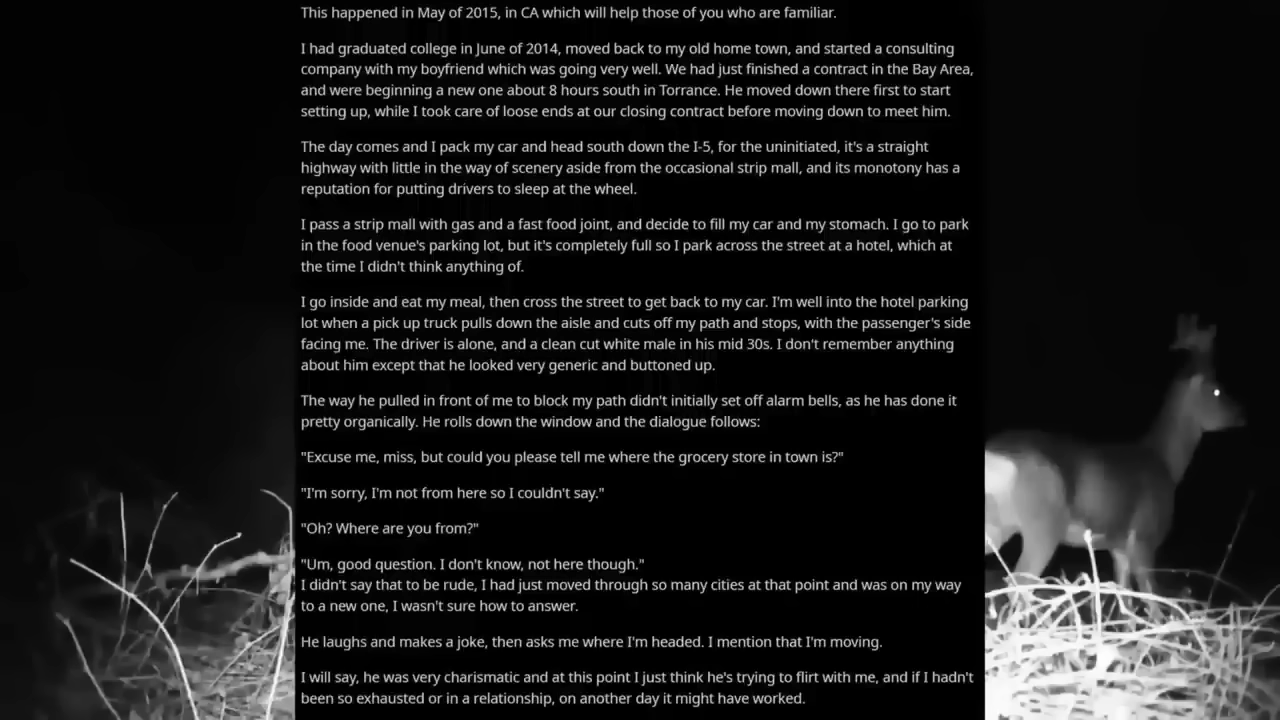 This happened in May of 2015, in CA which will help those of you who are familiar.
I had graduated college in June of 2014, moved back to my old home town, and started a consulting
company with my boyfriend which was going very well. We had just finished a contract in the Bay Area,
and were beginning a new one about 8 hours south in Torrance. He moved down there first to start
setting up, while I took care of loose ends at our closing contract before moving down to meet him.
The day comes and I pack my car and head south down the I-5, for the uninitiated, it's a straight
highway with little in the way of scenery aside from the occasional strip mall, and its monotony has a
reputation for putting drivers to sleep at the wheel.
I pass a strip mall with gas and a fast food joint, and decide to fill my car and my stomach. I go to park
in the food venue's parking lot, but it's completely full so I park across the street at a hotel, which at
the time I didn't think anything of.
I go inside and eat my meal, then cross the street to get back to my car. I'm well into the hotel parking
lot when a pick up truck pulls down the aisle and cuts off my path and stops, with the passenger's side
facing me. The driver is alone, and a clean cut white male in his mid 30s. I don't remember anything
about him except that he looked very generic and buttoned up.
The way he pulled in front of me to block my path didn't initially set off alarm bells, as he has done it
pretty organically. He rolls down the window and the dialogue follows:
"Excuse me, miss, but could you please tell me where the grocery store in town is?"
"I'm sorry, I'm not from here so I couldn't say."
"Oh? Where are you from?"
"Um, good question. I don't know, not here though."
I didn't say that to be rude, I had just moved through so many cities at that point and was on my way
to a new one, I wasn't sure how to answer.
He laughs and makes a joke, then asks me where I'm headed. I mention that I'm moving.
I will say, he was very charismatic and at this point I just think he's trying to flirt with me, and if I hadn't
been so exhausted or in a relationship, on another day it might have worked.